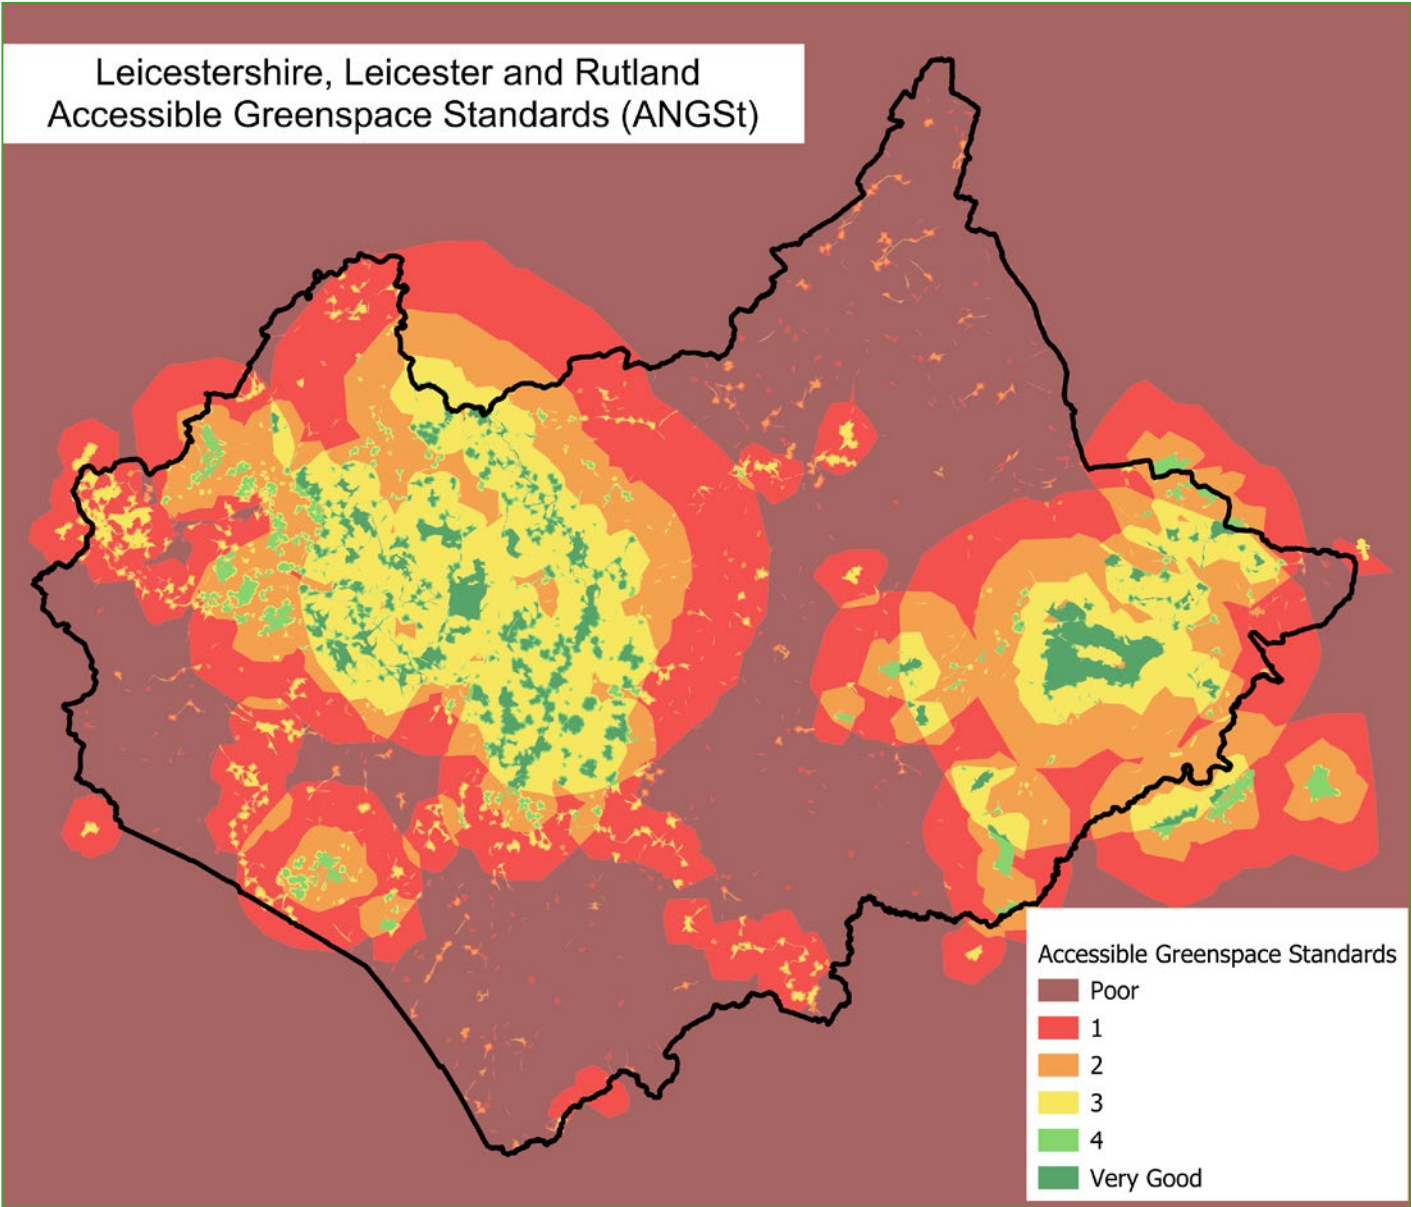 Leicestershire, Leicester and Rutland
Accessible Greenspace Standards (ANGSt)
Accessible Greenspace Standards
Poor
1
2
3
4
Very Good